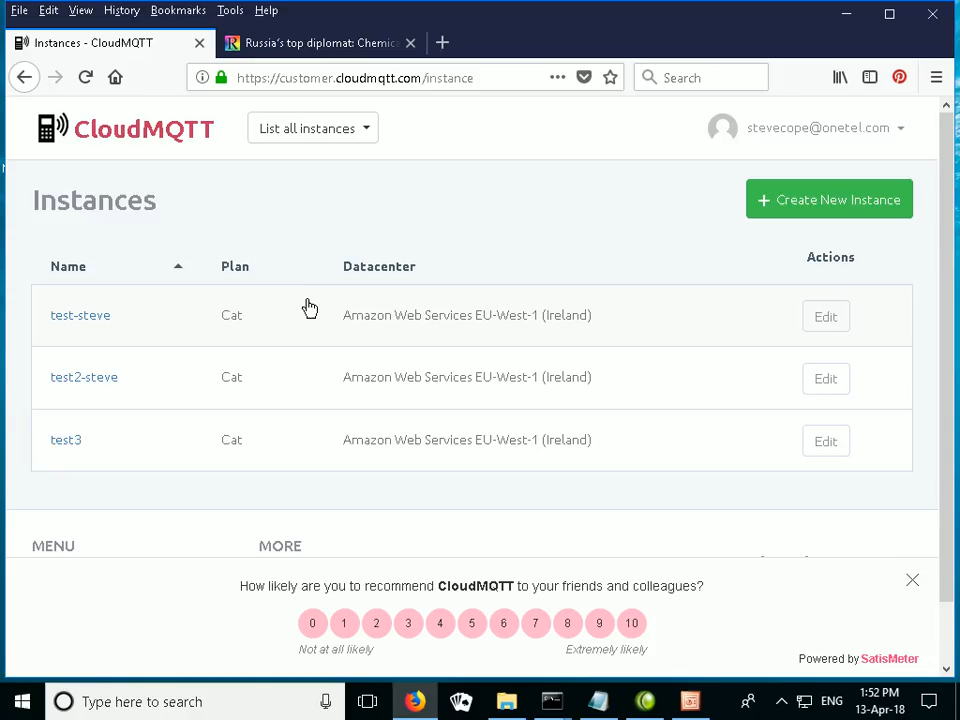 File Edit View History Bookmarks Tools Help
Instances - CloudMQTT
Russia's top diplomat: Chemic
https://customer.cloudmqtt.com/instance
Search
CloudMQTT
List all instances
stevecope@onetel.com
Instances
+ Create New Instance
Name Plan Datacenter Actions
test-steve Cat Amazon Web Services EU-West-1 (Ireland) Edit
test2-steve Cat Amazon Web Services EU-West-1 (Ireland) Edit
test3 Cat Amazon Web Services EU-West-1 (Ireland) Edit
MENU MORE
How likely are you to recommend CloudMQTT to your friends and colleagues?
0 1 2 3 4 5 6 7 8 9 10
Not at all likely Extremely likely
Powered by SatisMeter
Type here to search
ENG
1:52 PM
13-Apr-18